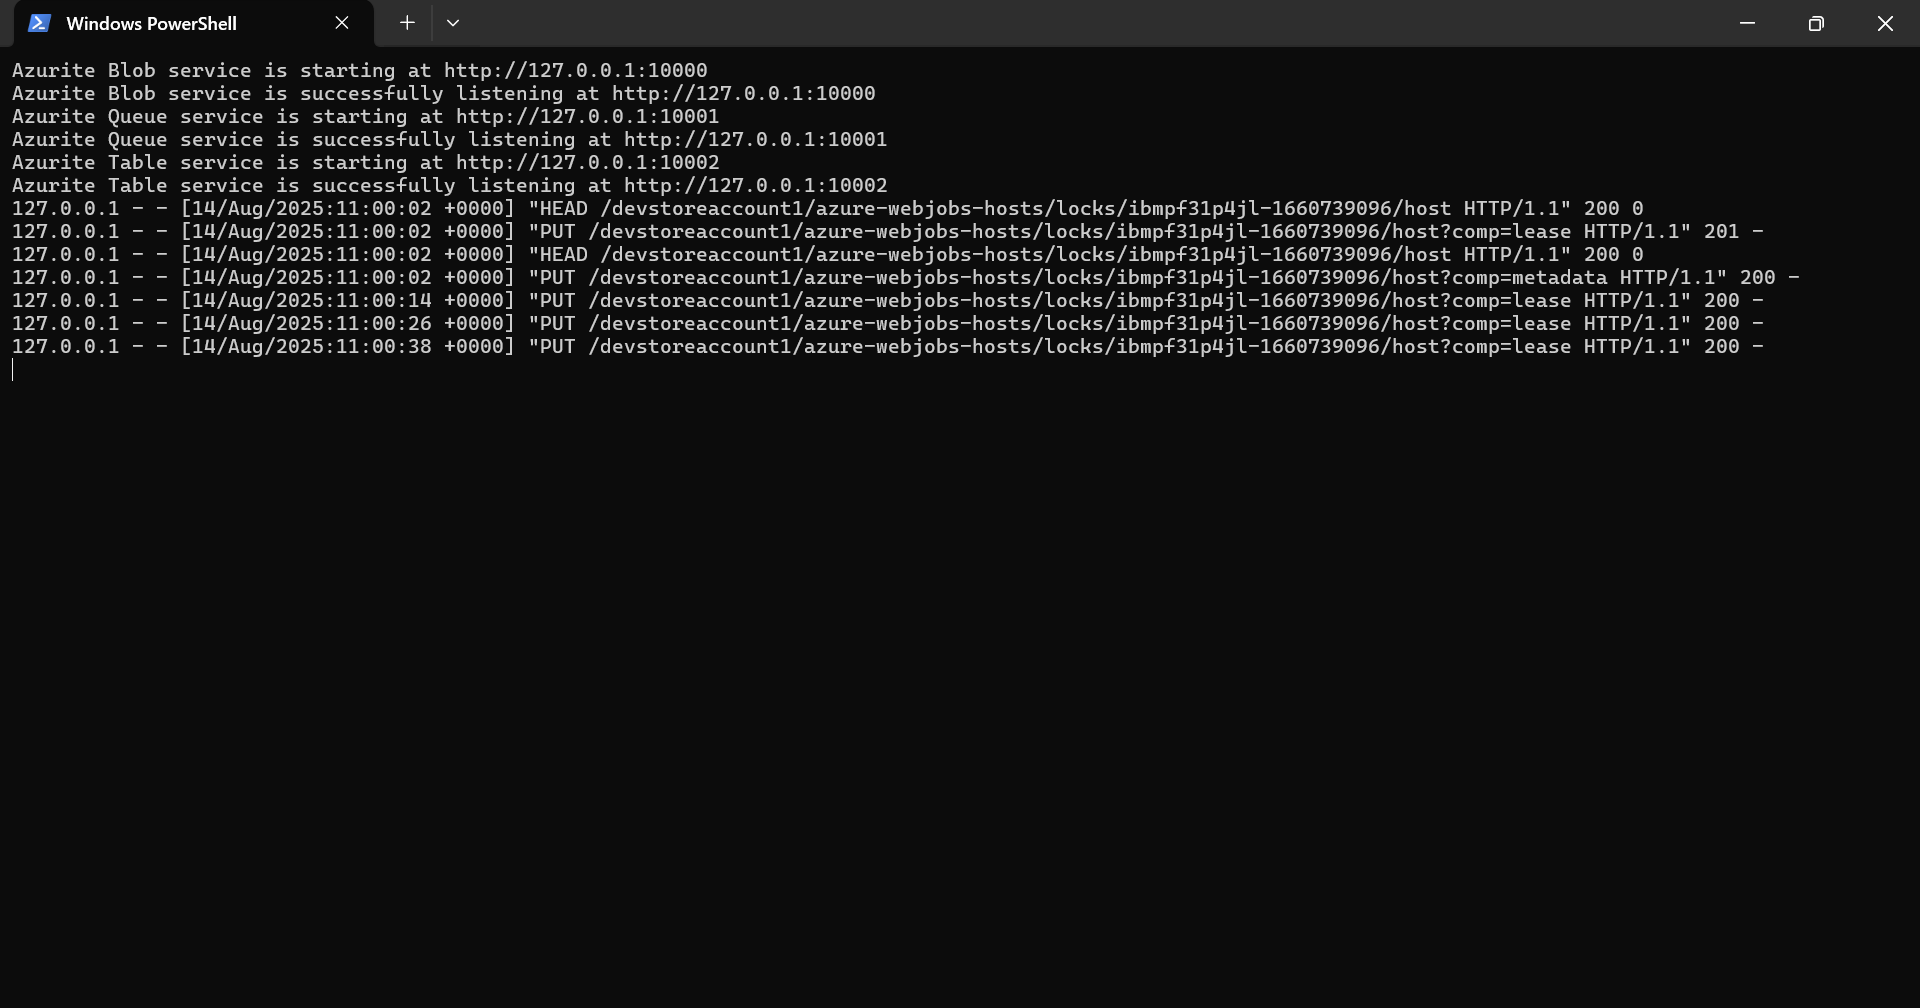 Windows PowerShell
Azurite Blob service is starting at http://127.0.0.1:10000
Azurite Blob service is successfully listening at http://127.0.0.1:10000
Azurite Queue service is starting at http://127.0.0.1:10001
Azurite Queue service is successfully listening at http://127.0.0.1:10001
Azurite Table service is starting at http://127.0.0.1:10002
Azurite Table service is successfully listening at http://127.0.0.1:10002
127.0.0.1 - - [14/Aug/2025:11:00:02 +0000] "HEAD /devstoreaccount1/azure-webjobs-hosts/locks/ibmpf31p4jl-1660739096/host HTTP/1.1" 200 0
127.0.0.1 - - [14/Aug/2025:11:00:02 +0000] "PUT /devstoreaccount1/azure-webjobs-hosts/locks/ibmpf31p4jl-1660739096/host?comp=lease HTTP/1.1" 201 -
127.0.0.1 - - [14/Aug/2025:11:00:02 +0000] "HEAD /devstoreaccount1/azure-webjobs-hosts/locks/ibmpf31p4jl-1660739096/host HTTP/1.1" 200 0
127.0.0.1 - - [14/Aug/2025:11:00:02 +0000] "PUT /devstoreaccount1/azure-webjobs-hosts/locks/ibmpf31p4jl-1660739096/host?comp=metadata HTTP/1.1" 200 -
127.0.0.1 - - [14/Aug/2025:11:00:14 +0000] "PUT /devstoreaccount1/azure-webjobs-hosts/locks/ibmpf31p4jl-1660739096/host?comp=lease HTTP/1.1" 200 -
127.0.0.1 - - [14/Aug/2025:11:00:26 +0000] "PUT /devstoreaccount1/azure-webjobs-hosts/locks/ibmpf31p4jl-1660739096/host?comp=lease HTTP/1.1" 200 -
127.0.0.1 - - [14/Aug/2025:11:00:38 +0000] "PUT /devstoreaccount1/azure-webjobs-hosts/locks/ibmpf31p4jl-1660739096/host?comp=lease HTTP/1.1" 200 -